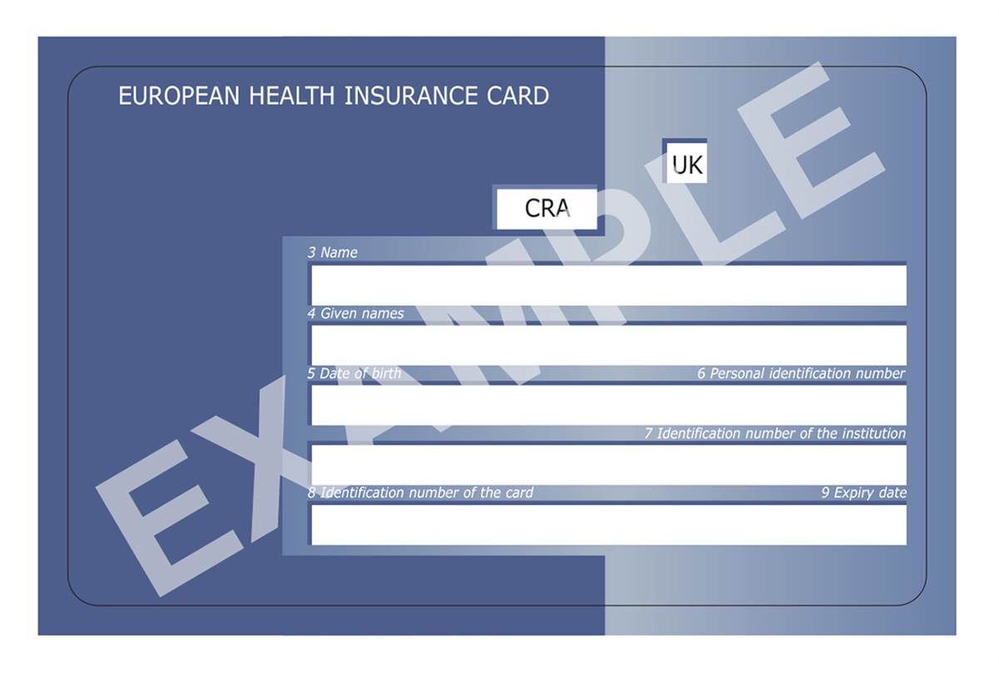 EUROPEAN HEALTH INSURANCE CARD
UK
CRA
3 Name
4 Given names
5 Date of birth 6 Personal identification number
7 Identification number of the institution
8 Identification number of the card 9 Expiry date
EXAMPLE